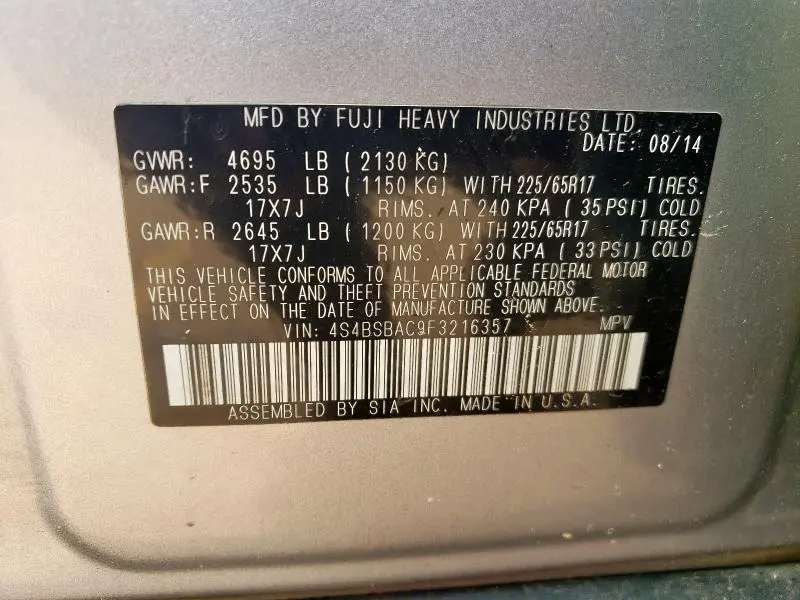 MFD BY FUJI HEAVY INDUSTRIES LTD.
DATE: 08/14
GVWR: 4695 LB ( 2130 KG)
GAWR:F 2535 LB ( 1150 KG) WITH 225/65R17 TIRES.
17X7J RIMS. AT 240 KPA ( 35 PSI) COLD
GAWR:R 2645 LB ( 1200 KG) WITH 225/65R17 TIRES.
17X7J RIMS. AT 230 KPA ( 33 PSI) COLD
THIS VEHICLE CONFORMS TO ALL APPLICABLE FEDERAL MOTOR
VEHICLE SAFETY AND THEFT PREVENTION STANDARDS
IN EFFECT ON THE DATE OF MANUFACTURE SHOWN ABOVE.
VIN: 4S4BSBAC9F3216357 MPV
ASSEMBLED BY SIA INC. MADE IN U.S.A.